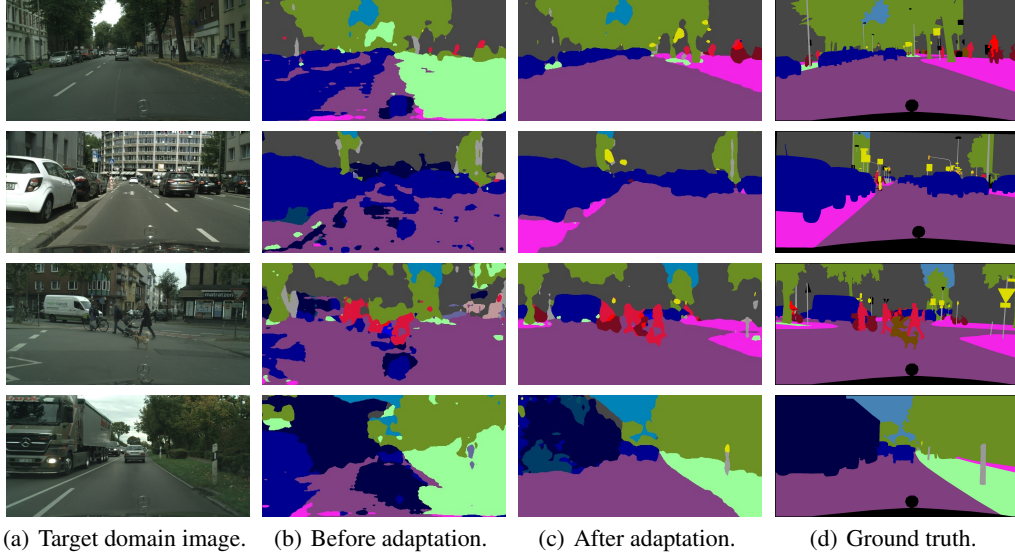 (a) Target domain image. (b) Before adaptation. (c) After adaptation. (d) Ground truth.